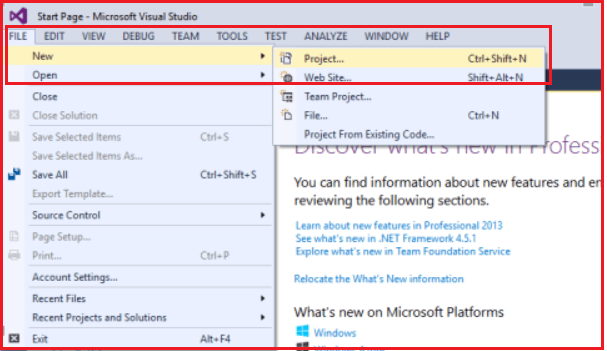 Start Page - Microsoft Visual Studio
FILE EDIT VIEW DEBUG TEAM TOOLS TEST ANALYZE WINDOW HELP
New
Open
Close
Close Solution
Save Selected Items Ctrl+S
Save Selected Items As...
Save All Ctrl+Shift+S
Export Template...
Source Control
Page Setup...
Print... Ctrl+P
Account Settings...
Recent Files
Recent Projects and Solutions
Exit Alt+F4
Project... Ctrl+Shift+N
Web Site... Shift+Alt+N
Team Project...
File... Ctrl+N
Project From Existing Code...
Discover what's new in Profess
You can find information about new features and en
reviewing the following sections.
Learn about new features in Professional 2013
See what's new in .NET Framework 4.5.1
Explore what's new in Team Foundation Service
Relocate the What's New information
What's new on Microsoft Platforms
Windows